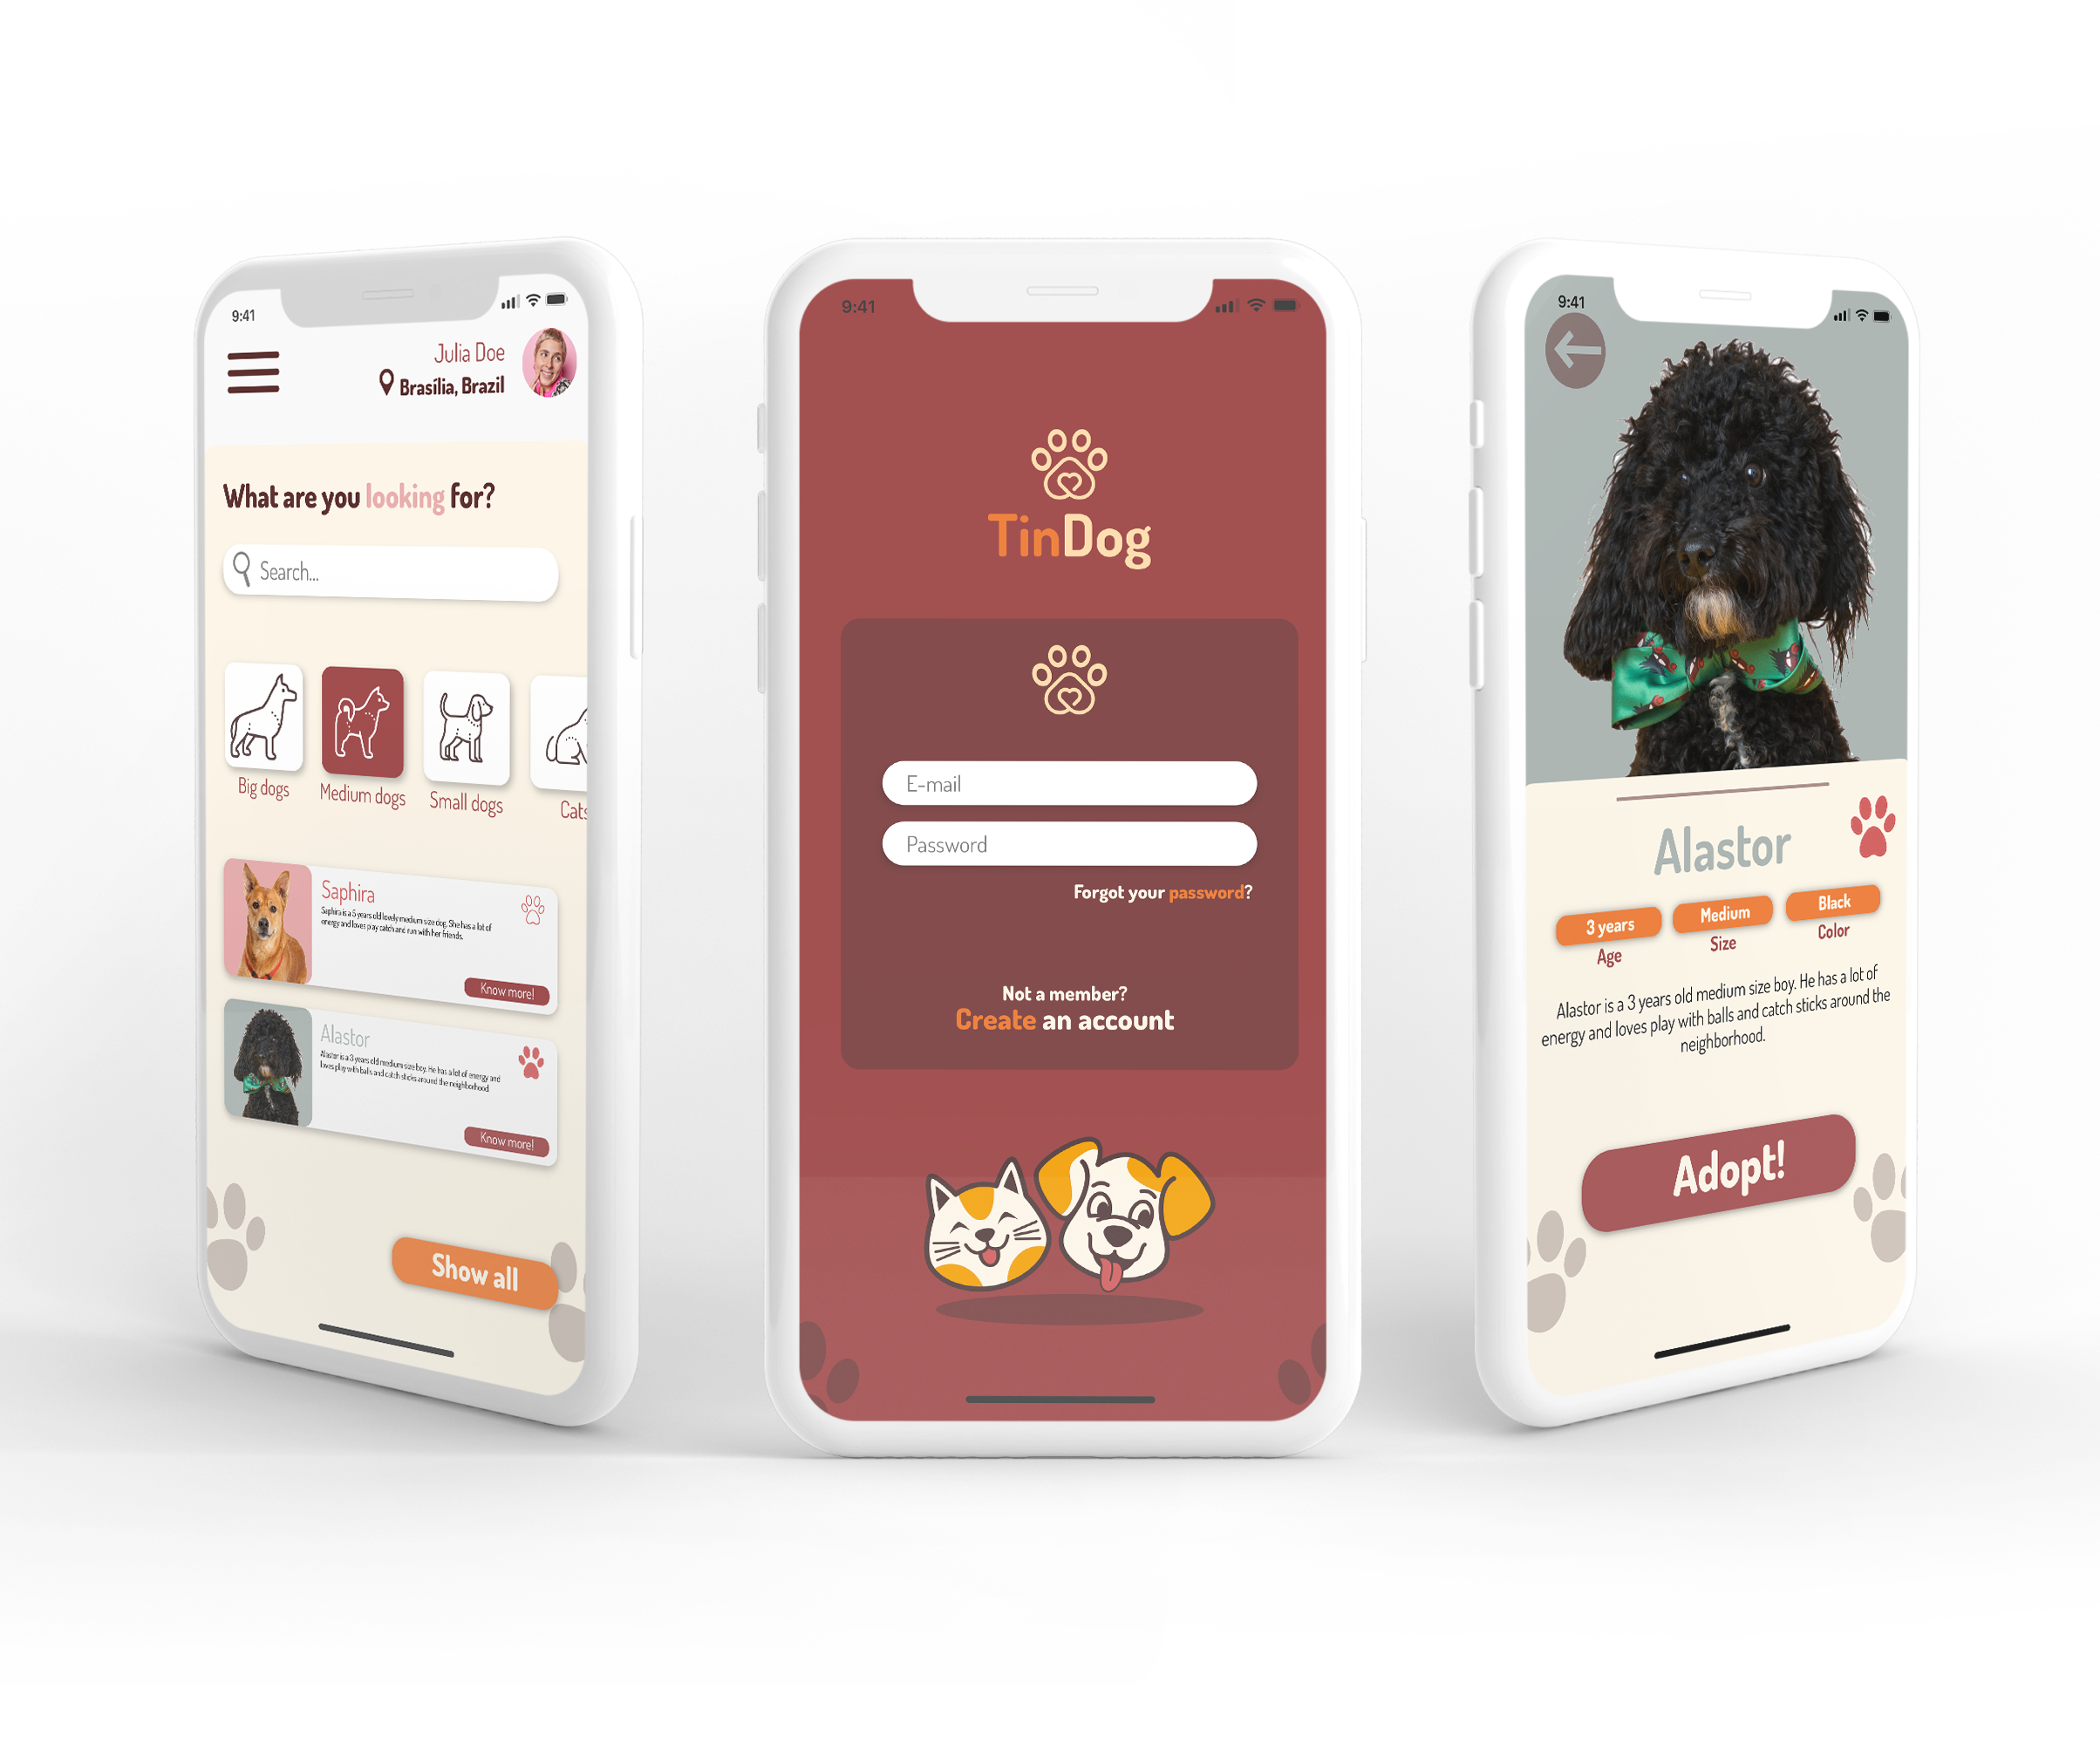 9:41
Julia Doe
Brasília, Brazil
What are you looking for?
Search...
Big dogs
Medium dogs
Small dogs
Cats
Saphira
Saphira is a 5 years old lovely medium size dog. She has a lot of
energy and loves play catch and run with her friends.
Know more!
Alastor
Alastor is a 3 years old medium size boy. He has a lot of energy and
loves play with balls and catch sticks around the neighborhood
Know more!
Show all
9:41
TinDog
E-mail
Password
Forgot your password?
Not a member?
Create an account
9:41
Alastor
3 years
Medium
Black
Age
Size
Color
Alastor is a 3 years old medium size boy. He has a lot of
energy and loves play with balls and catch sticks around the
neighborhood.
Adopt!